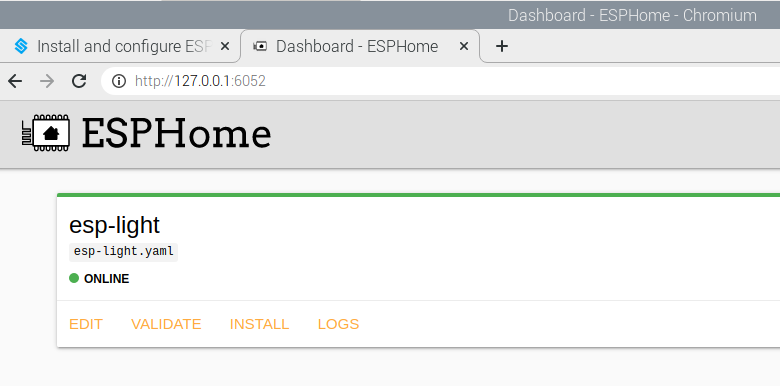 Dashboard - ESPHome - Chromium
Install and configure ESP
Dashboard - ESPHome
http://127.0.0.1:6052
ESPHome
esp-light
esp-light.yaml
ONLINE
EDIT VALIDATE INSTALL LOGS